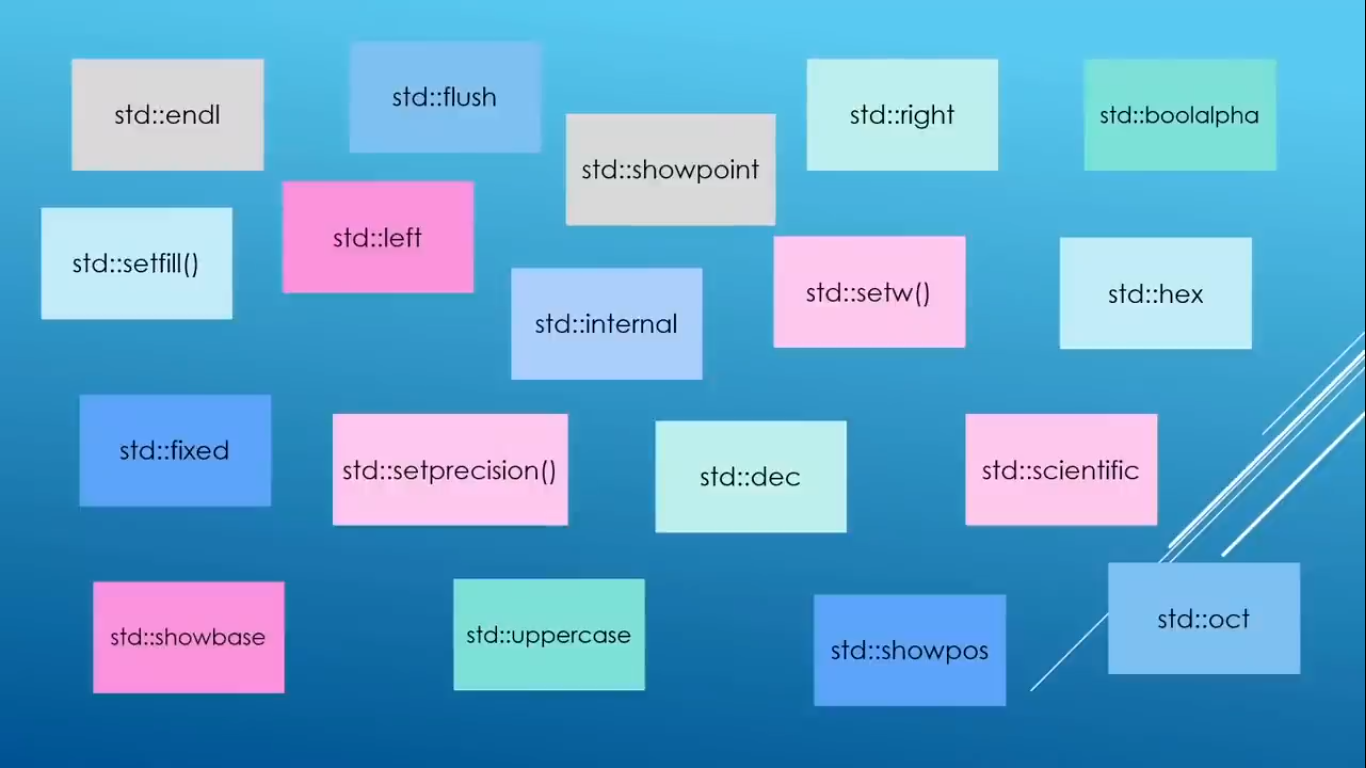 std::endl
std::flush
std::showpoint
std::right
std::boolalpha
std::setfill()
std::left
std::internal
std::setw()
std::hex
std::fixed
std::setprecision()
std::dec
std::scientific
std::showbase
std::uppercase
std::showpos
std::oct